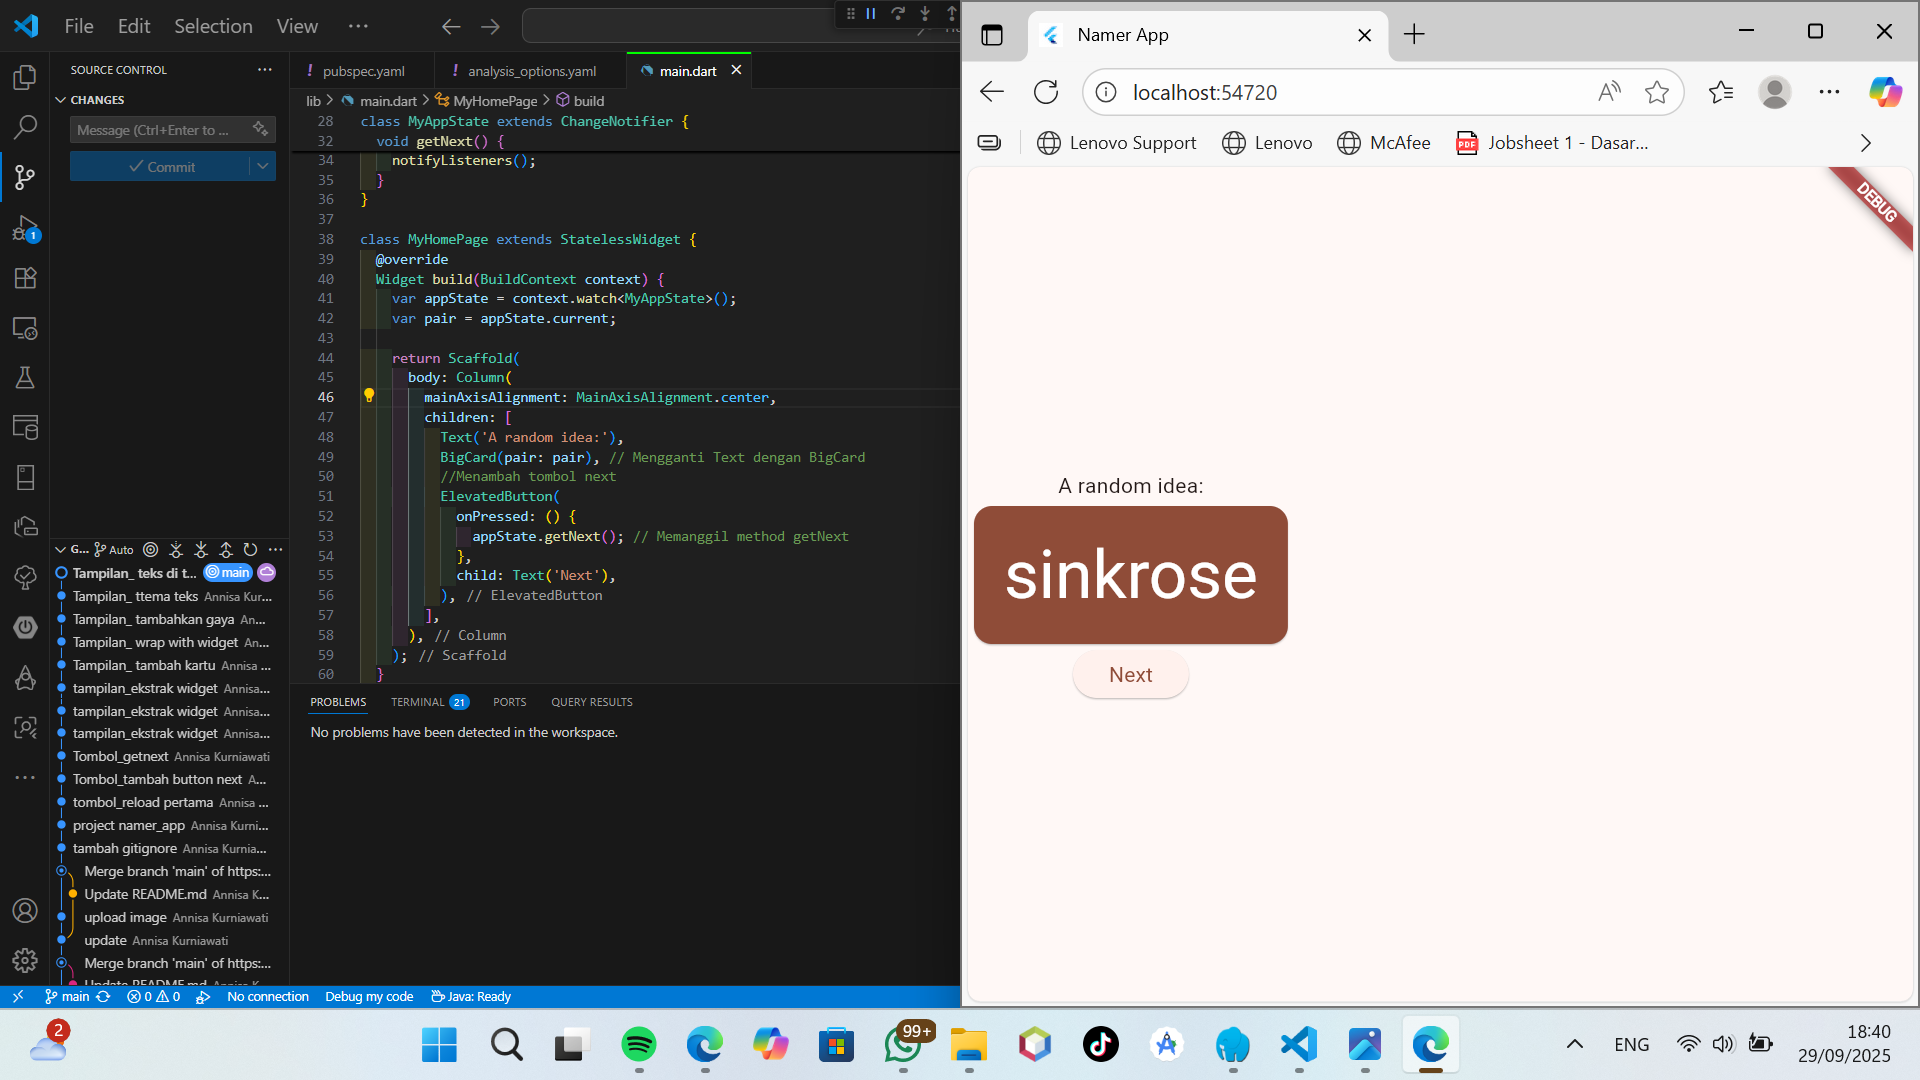 File Edit Selection View
SOURCE CONTROL
CHANGES
Message (Ctrl+Enter to ...
Commit
1
G... Auto
Tampilan_ teks di t... main
Tampilan_ ttema teks Annisa Kur...
Tampilan_ tambahkan gaya An...
Tampilan_ wrap with widget An...
Tampilan_ tambah kartu Annisa ...
tampilan_ekstrak widget Annisa...
tampilan_ekstrak widget Annisa...
tampilan_ekstrak widget Annisa...
Tombol_getnext Annisa Kurniawati
Tombol_tambah button next A...
tombol_reload pertama Annisa ...
project namer_app Annisa Kurni...
tambah gitignore Annisa Kurnia...
Merge branch 'main' of https:...
Update README.md Annisa K...
upload image Annisa Kurniawati
update Annisa Kurniawati
Merge branch 'main' of https:...
Update README.md Annisa K...
pubspec.yaml
analysis_options.yaml
main.dart
lib > main.dart > MyHomePage > build
28 class MyAppState extends ChangeNotifier {
32 void getNext() {
34 notifyListeners();
35 }
36 }
37
38 class MyHomePage extends StatelessWidget {
39 @override
40 Widget build(BuildContext context) {
41 var appState = context.watch<MyAppState>();
42 var pair = appState.current;
43
44 return Scaffold(
45 body: Column(
46 mainAxisAlignment: MainAxisAlignment.center,
47 children: [
48 Text('A random idea:'),
49 BigCard(pair: pair), // Mengganti Text dengan BigCard
50 //Menambah tombol next
51 ElevatedButton(
52 onPressed: () {
53 appState.getNext(); // Memanggil method getNext
54 },
55 child: Text('Next'),
56 ), // ElevatedButton
57 ],
58 ), // Column
59 ); // Scaffold
60 }
PROBLEMS TERMINAL 21 PORTS QUERY RESULTS
No problems have been detected in the workspace.
main 0 0 No connection Debug my code Java: Ready
Namer App
localhost:54720
Lenovo Support Lenovo McAfee PDF Jobsheet 1 - Dasar...
DEBUG
A random idea:
sinkrose
Next
2
99+
ENG
18:40
29/09/2025